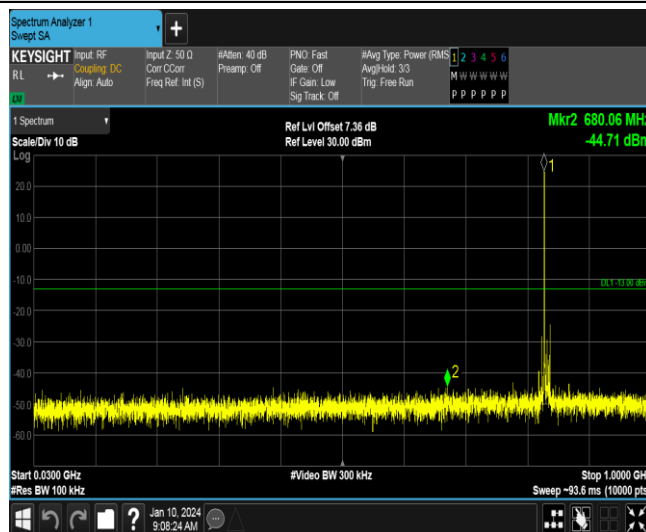 Spectrum Analyzer 1
Swept SA
+
KEYSIGHT
RL
Input: RF
Coupling: DC
Align: Auto
Input Z: 50 Ω
Corr CCorr
Freq Ref: Int (S)
#Atten: 40 dB
Preamp: Off
PNO: Fast
Gate: Off
IF Gain: Low
Sig Track: Off
#Avg Type: Power (RMS
Avg|Hold: 3/3
Trig: Free Run
1 2 3 4 5 6
M W W W W W
P P P P P P
1 Spectrum
Scale/Div 10 dB
Log
Ref Lvl Offset 7.36 dB
Ref Level 30.00 dBm
Mkr2 680.06 MHz
-44.71 dBm
1
20.0
10.0
0.00
-10.0
DL1 -13.00 dBm
-20.0
-30.0
2
-40.0
-50.0
-60.0
Start 0.0300 GHz
#Res BW 100 kHz
#Video BW 300 kHz
Stop 1.0000 GHz
Sweep ~93.6 ms (10000 pts
?
Jan 10, 2024
9:08:24 AM